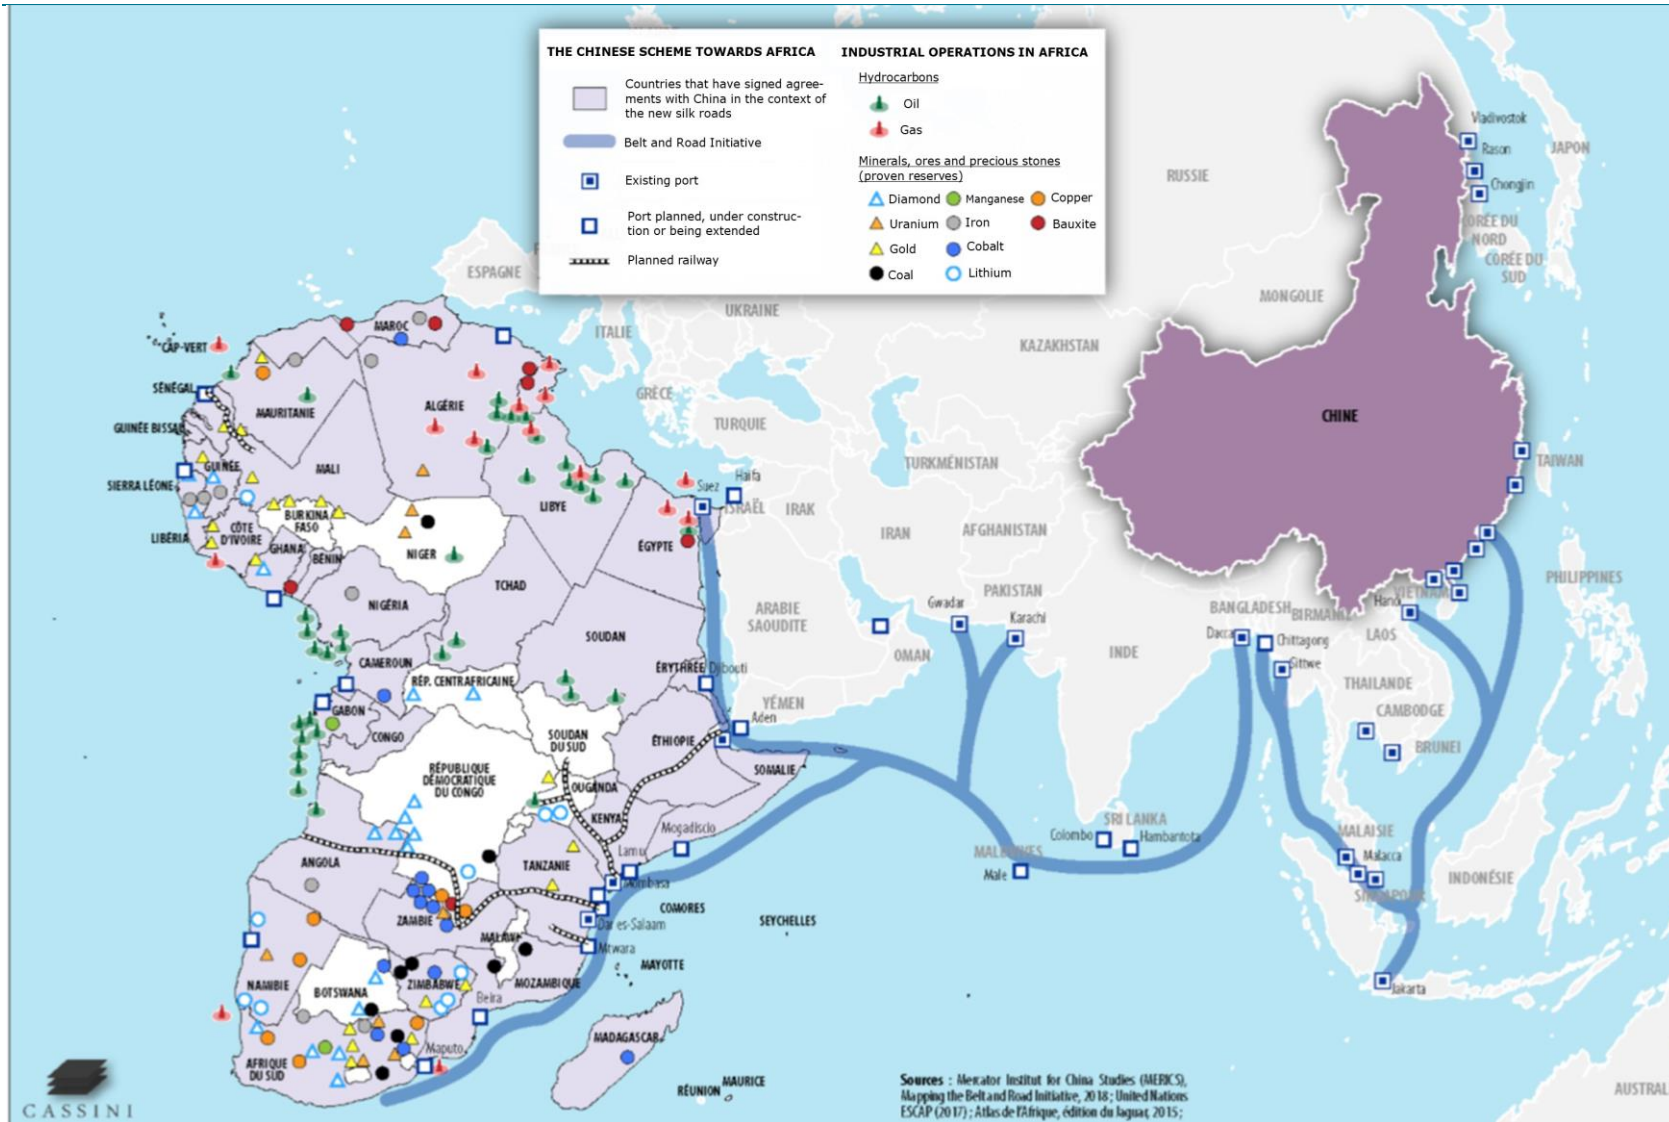 THE CHINESE SCHEME TOWARDS AFRICA
Countries that have signed agree-
ments with China in the context of
the new silk roads
Belt and Road Initiative
Existing port
Port planned, under construc-
tion or being extended
Planned railway
INDUSTRIAL OPERATIONS IN AFRICA
Hydrocarbons
Oil
Gas
Minerals, ores and precious stones
(proven reserves)
Diamond
Manganese
Copper
Uranium
Iron
Bauxite
Gold
Cobalt
Coal
Lithium
Vladivostok
Rason
JAPON
RUSSIE
Chongjin
CORÉE DU
NORD
CORÉE DU
SUD
ESPAGNE
MONGOLIE
UKRAINE
ITALIE
KAZAKHSTAN
MAROC
CAP-VERT
SÉNÉGAL
GRÈCE
MAURITANIE
ALGÉRIE
CHINE
TURQUIE
GUINÉE BISSAU
TURKMÉNISTAN
TAIWAN
GUINÉE
MALI
SIERRA LÉONE
Suez
Haifa
LIBYE
ISRAËL
IRAK
BURKINA
FASO
IRAN
AFGHANISTAN
LIBÉRIA
CÔTE
D'IVOIRE
GHANA
BÉNIN
NIGER
ÉGYPTE
PHILIPPINES
TCHAD
PAKISTAN
VIETNAM
NIGÉRIA
Gwadar
Karachi
ARABIE
SAOUDITE
BANGLADESH
BIRMANIE
Hanoi
SOUDAN
Dacca
Chittagong
LAOS
OMAN
INDE
CAMEROUN
ÉRYTHRÉE
Djibouti
Sittwe
RÉP. CENTRAFRICAINE
THAILANDE
YÉMEN
GABON
CAMBODGE
Aden
CONGO
SOUDAN
DU SUD
ÉTHIOPIE
BRUNEI
RÉPUBLIQUE
DÉMOCRATIQUE
DU CONGO
SOMALIE
OUGANDA
KENYA
Mogadiscio
SRI LANKA
Colombo
Hambantota
MALAISIE
Lamu
MALDIVES
Malacca
ANGOLA
TANZANIE
Male
Mombasa
INDONÉSIE
SINGAPOUR
COMORES
ZAMBIE
Dar es-Salaam
SEYCHELLES
MALAWI
Mtwara
MAYOTTE
NAMBIE
BOTSWANA
ZIMBABWE
MOZAMBIQUE
Beira
Jakarta
MADAGASCAR
Maputo
AFRIQUE
DU SUD
RÉUNION
MAURICE
AUSTRAL
CASSINI
Sources : Mercator Institut for China Studies (MERICS),
Mapping the Belt and Road Initiative, 2018 ; United Nations
ESCAP (2017) ; Atlas de l'Afrique, édition du Jaguar, 2015 ;